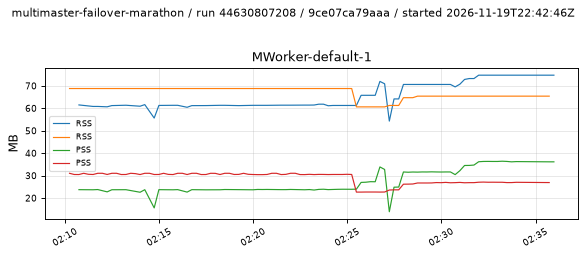 multimaster-failover-marathon / run 44630807208 / 9ce07ca79aaa / started 2026-11-19T22:42:46Z
MWorker-default-1
MB
70
60
50
40
30
20
RSS
RSS
PSS
PSS
02:10
02:15
02:20
02:25
02:30
02:35